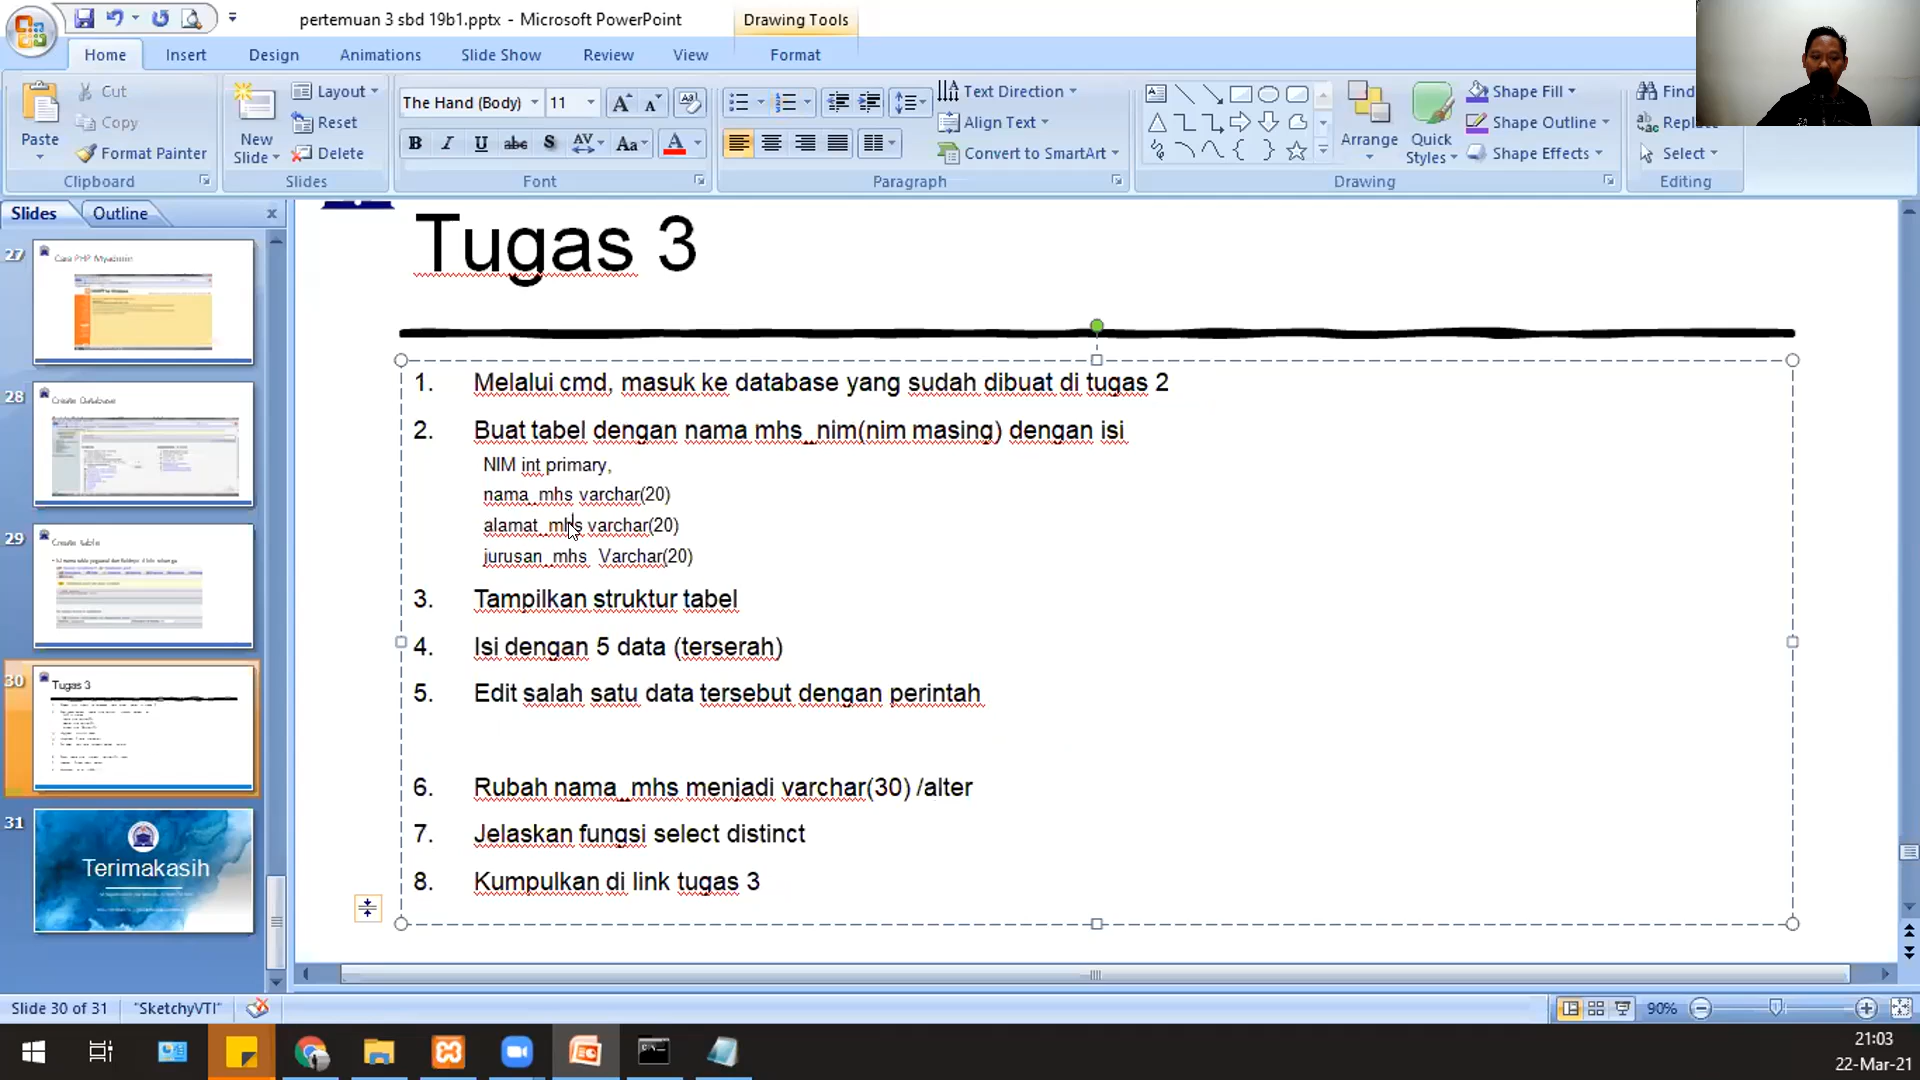 pertemuan 3 sbd 19b1.pptx - Microsoft PowerPoint
Drawing Tools
Home
Insert
Design
Animations
Slide Show
Review
View
Format
Paste
Cut
Copy
Format Painter
Clipboard
New
Slide
Layout
Reset
Delete
Slides
The Hand (Body)
11
Font
Text Direction
Align Text
Convert to SmartArt
Paragraph
Arrange
Quick
Styles
Shape Fill
Shape Outline
Shape Effects
Drawing
Find
Select
Editing
Slides
Outline
27
Cara PHP Myadmin
28
Create Database
29
Create table
30
Tugas 3
31
Terimakasih
Tugas 3
1. Melalui cmd, masuk ke database yang sudah dibuat di tugas 2
2. Buat tabel dengan nama mhs_nim(nim masing) dengan isi
NIM int primary,
nama_mhs varchar(20)
alamat_mhs varchar(20)
jurusan_mhs Varchar(20)
3. Tampilkan struktur tabel
4. Isi dengan 5 data (terserah)
5. Edit salah satu data tersebut dengan perintah
6. Rubah nama_mhs menjadi varchar(30) /alter
7. Jelaskan fungsi select distinct
8. Kumpulkan di link tugas 3
Slide 30 of 31
"SketchyVTI"
90%
21:03
22-Mar-21